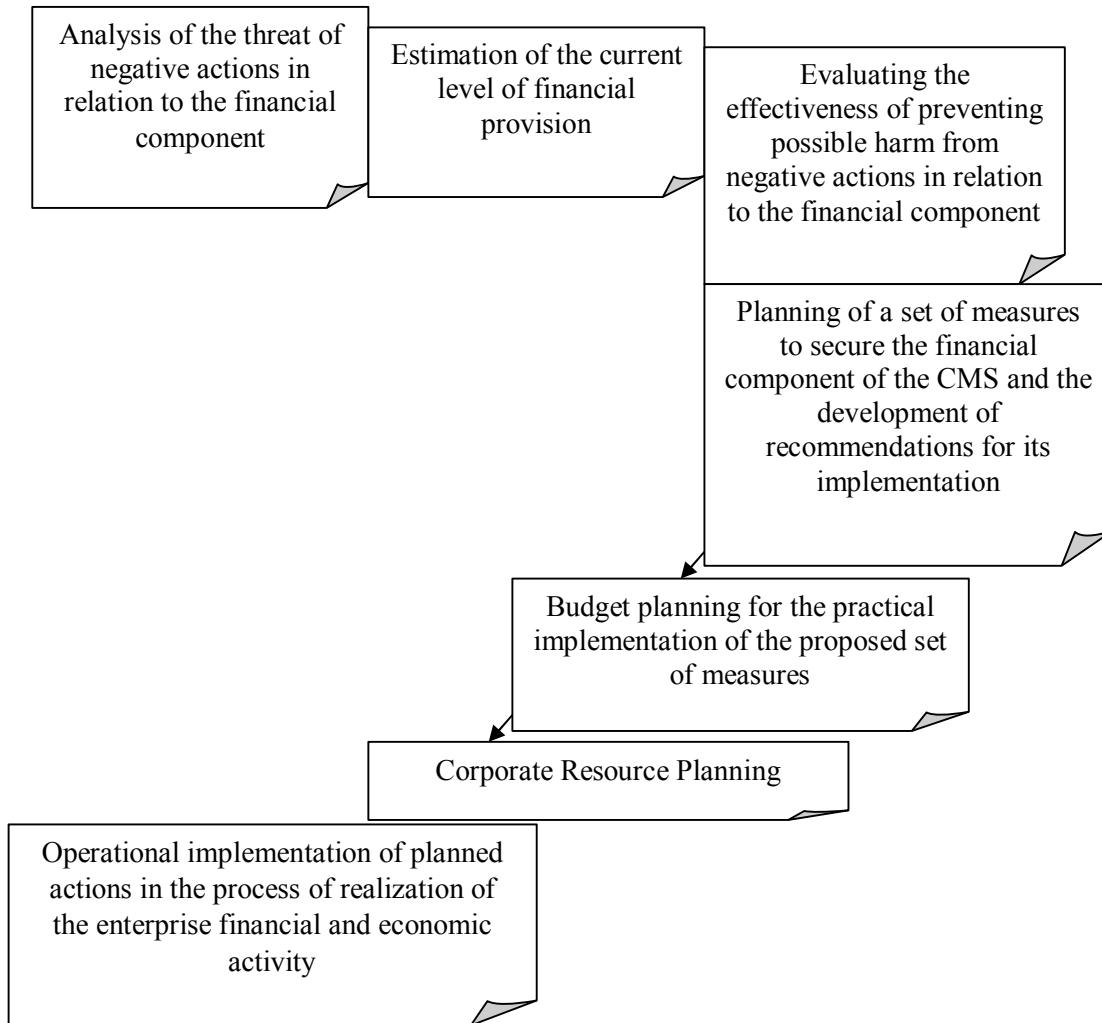 Analysis of the threat of
negative actions in
relation to the financial
component
Estimation of the current
level of financial
provision
Evaluating the
effectiveness of preventing
possible harm from
negative actions in relation
to the financial component
Planning of a set of measures
to secure the financial
component of the CMS and the
development of
recommendations for its
implementation
Budget planning for the practical
implementation of the proposed set
of measures
Corporate Resource Planning
Operational implementation of planned
actions in the process of realization of
the enterprise financial and economic
activity